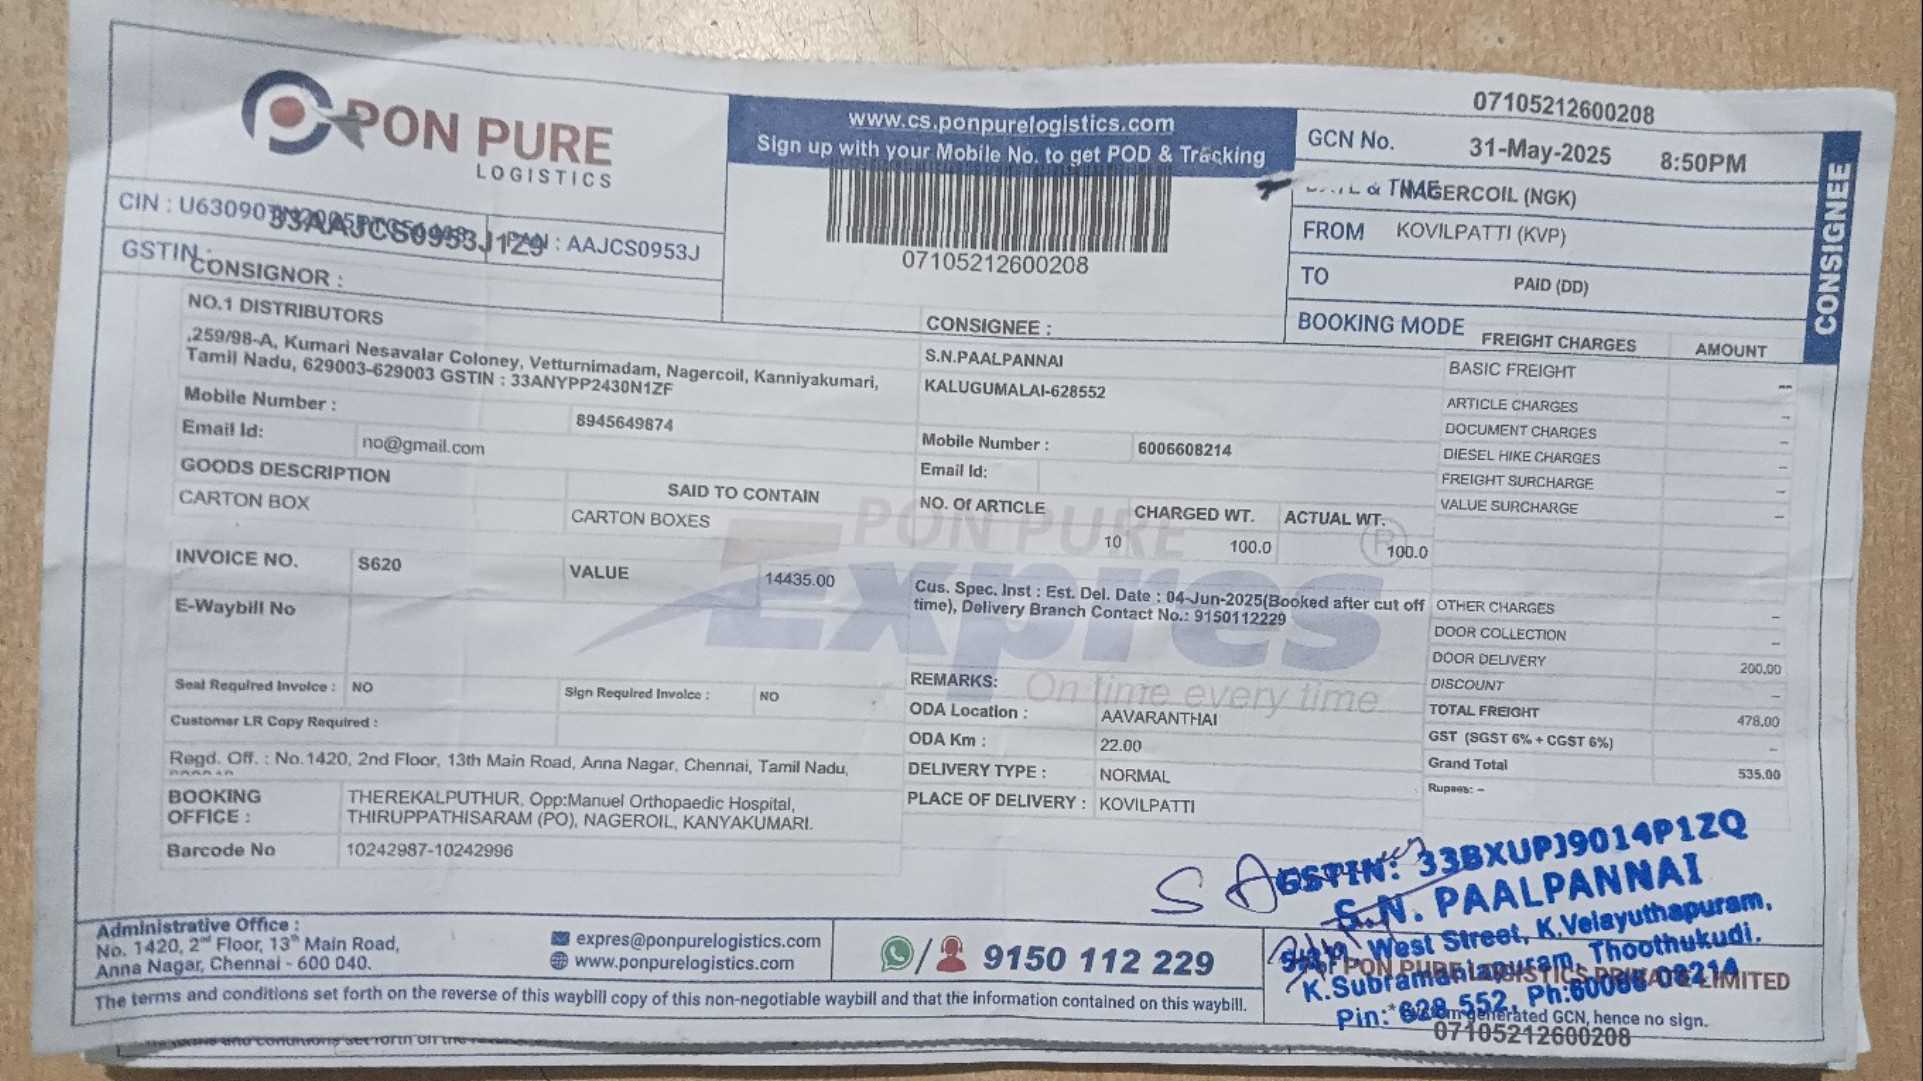 PON PURE
LOGISTICS
CIN : U63090
33AAJCS0953J1Z9
PAN : AAJCS0953J
GSTIN :
www.cs.ponpurelogistics.com
Sign up with your Mobile No. to get POD & Tracking
07105212600208
07105212600208
GCN No.
31-May-2025 8:50PM
& TIME
NAGERCOIL (NGK)
FROM KOVILPATTI (KVP)
TO PAID (DD)
BOOKING MODE
CONSIGNEE
CONSIGNOR :
NO.1 DISTRIBUTORS
,259/98-A, Kumari Nesavalar Coloney, Vetturnimadam, Nagercoil, Kanniyakumari,
Tamil Nadu, 629003-629003 GSTIN : 33ANYPP2430N1ZF
Mobile Number : 8945649874
Email Id: no@gmail.com
CONSIGNEE :
S.N.PAALPANNAI
KALUGUMALAI-628552
Mobile Number : 6006608214
Email Id:
GOODS DESCRIPTION SAID TO CONTAIN
CARTON BOX CARTON BOXES
NO. Of ARTICLE CHARGED WT. ACTUAL WT.
10 100.0 100.0
INVOICE NO. S620 VALUE 14435.00
E-Waybill No
Cus. Spec. Inst : Est. Del. Date : 04-Jun-2025(Booked after cut off
time), Delivery Branch Contact No.: 9150112229
PON PURE
Expres
On time every time
Seal Required Invoice : NO Sign Required Invoice : NO
Customer LR Copy Required :
Regd. Off. : No.1420, 2nd Floor, 13th Main Road, Anna Nagar, Chennai, Tamil Nadu,
BOOKING
OFFICE :
THEREKALPUTHUR, Opp:Manuel Orthopaedic Hospital,
THIRUPPATHISARAM (PO), NAGEROIL, KANYAKUMARI.
Barcode No 10242987-10242996
REMARKS:
ODA Location : AAVARANTHAI
ODA Km : 22.00
DELIVERY TYPE : NORMAL
PLACE OF DELIVERY : KOVILPATTI
FREIGHT CHARGES AMOUNT
BASIC FREIGHT --
ARTICLE CHARGES -
DOCUMENT CHARGES -
DIESEL HIKE CHARGES -
FREIGHT SURCHARGE -
VALUE SURCHARGE -
OTHER CHARGES -
DOOR COLLECTION -
DOOR DELIVERY 200.00
DISCOUNT -
TOTAL FREIGHT 478.00
GST (SGST 6% + CGST 6%) -
Grand Total 535.00
Rupees: -
GSTIN: 33BXUPJ9014P1ZQ
S.N. PAALPANNAI
West Street, K.Velayuthapuram,
K.Subramaniapuram, Thoothukudi.
Pin: 628 552, Ph:60066 08214
PON PURE LOGISTICS PRIVATE LIMITED
generated GCN, hence no sign.
07105212600208
Administrative Office :
No. 1420, 2nd Floor, 13th Main Road,
Anna Nagar, Chennai - 600 040.
expres@ponpurelogistics.com
www.ponpurelogistics.com
9150 112 229
The terms and conditions set forth on the reverse of this waybill copy of this non-negotiable waybill and that the information contained on this waybill.